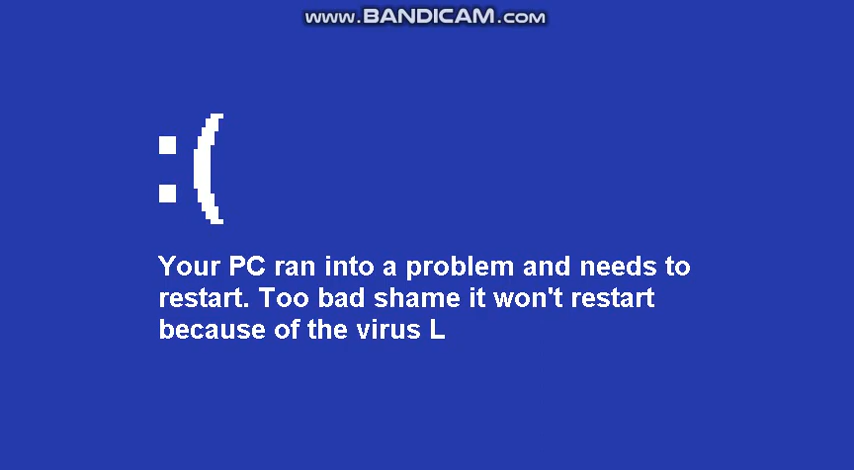 www.BANDICAM.com
:(
Your PC ran into a problem and needs to
restart. Too bad shame it won't restart
because of the virus L